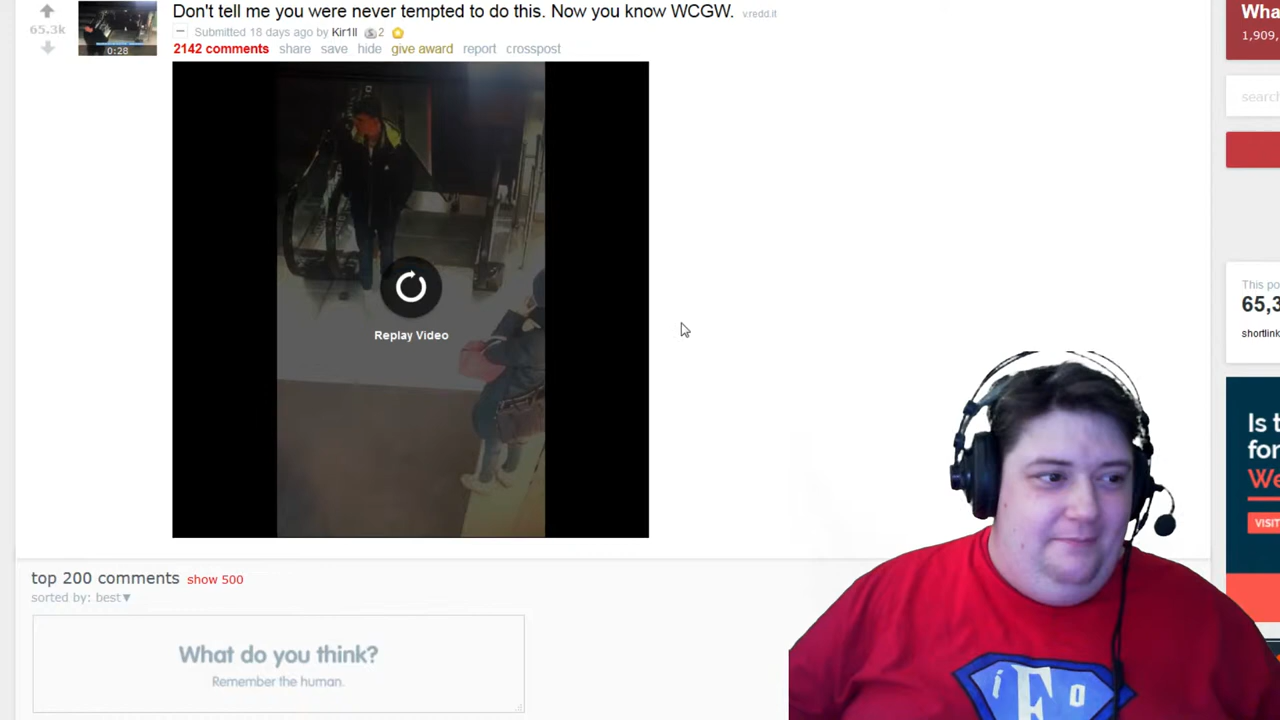 Don't tell me you were never tempted to do this. Now you know WCGW. v.redd.it
65.3k
Submitted 18 days ago by Kir1ll 2
0:28
2142 comments share save hide give award report crosspost
Replay Video
top 200 comments show 500
sorted by: best▼
What do you think?
Remember the human.
Wha
1,909,
search
This po
65,3
shortlink
Is t
for
We
VISIT
i F o